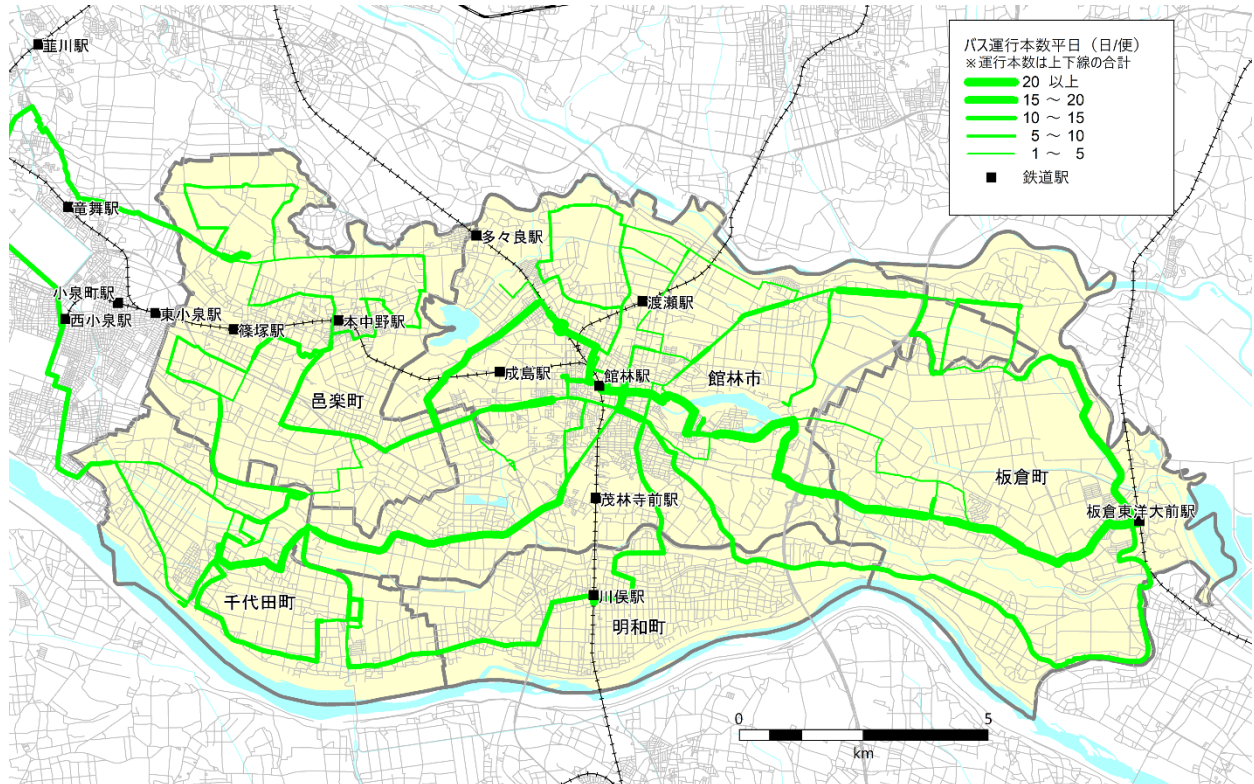 韮川駅
バス運行本数平日（日/便）
※運行本数は上下線の合計
20 以上
15 ～ 20
10 ～ 15
5 ～ 10
1 ～ 5
鉄道駅
竜舞駅
多々良駅
小泉町駅
東小泉駅
西小泉駅
篠塚駅
本中野駅
渡瀬駅
成島駅
館林駅
館林市
邑楽町
板倉町
茂林寺前駅
板倉東洋大前駅
川俣駅
千代田町
明和町
0
5
km